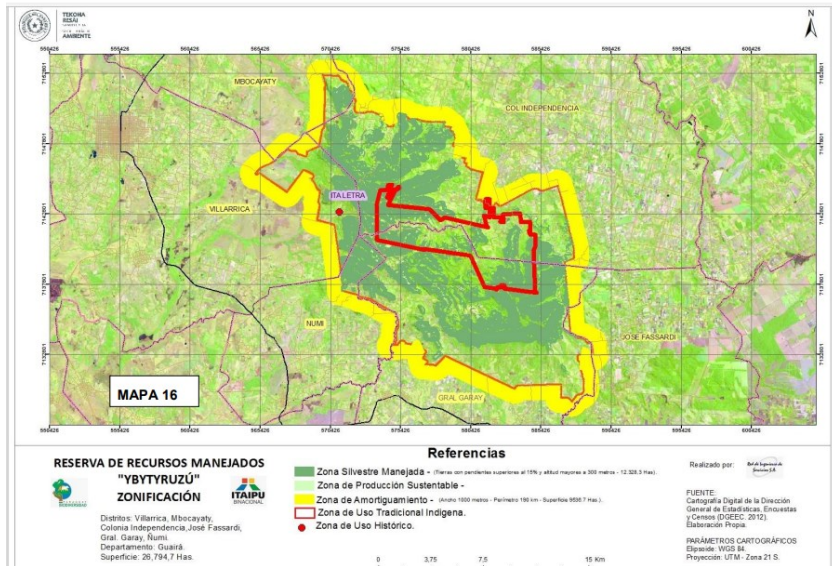 TEKOHA
RESAI
AMBIENTE
N
555426
560426
565426
570426
575426
580426
585426
590426
595426
600426
MBOCAYATY
COL INDEPENDENCIA
ITA LETRA
VILLARRICA
NUMI
JOSE FASSARDI
GRAL GARAY
MAPA 16
Referencias
RESERVA DE RECURSOS MANEJADOS
"YBYTYRUZÚ"
ZONIFICACIÓN
ITAIPU
BINACIONAL
Distritos: Villarrica, Mbocayaty,
Colonia Independencia,José Fassardi,
Gral. Garay, Ñumi.
Departamento: Guairá.
Superficie: 26,794,7 Has.
Zona Silvestre Manejada - (Tierras con pendientes superiores al 15% y altitud mayores a 300 metros - 12.326,3 Has).
Zona de Producción Sustentable -
Zona de Amortiguamiento - (Ancho 1000 metros - Perímetro 190 km - Superficie 9536.7 Has.)
Zona de Uso Tradicional Indigena.
Zona de Uso Histórico.
0 3,75 7,5 15 Km
Realizado por:
FUENTE:
Cartografía Digital de la Dirección
General de Estadísticas, Encuestas
y Censos (DGEEC. 2012).
Elaboración Propia.
PARÁMETROS CARTOGRÁFICOS
Elipsoide: WGS 84.
Proyección: UTM - Zona 21 S.